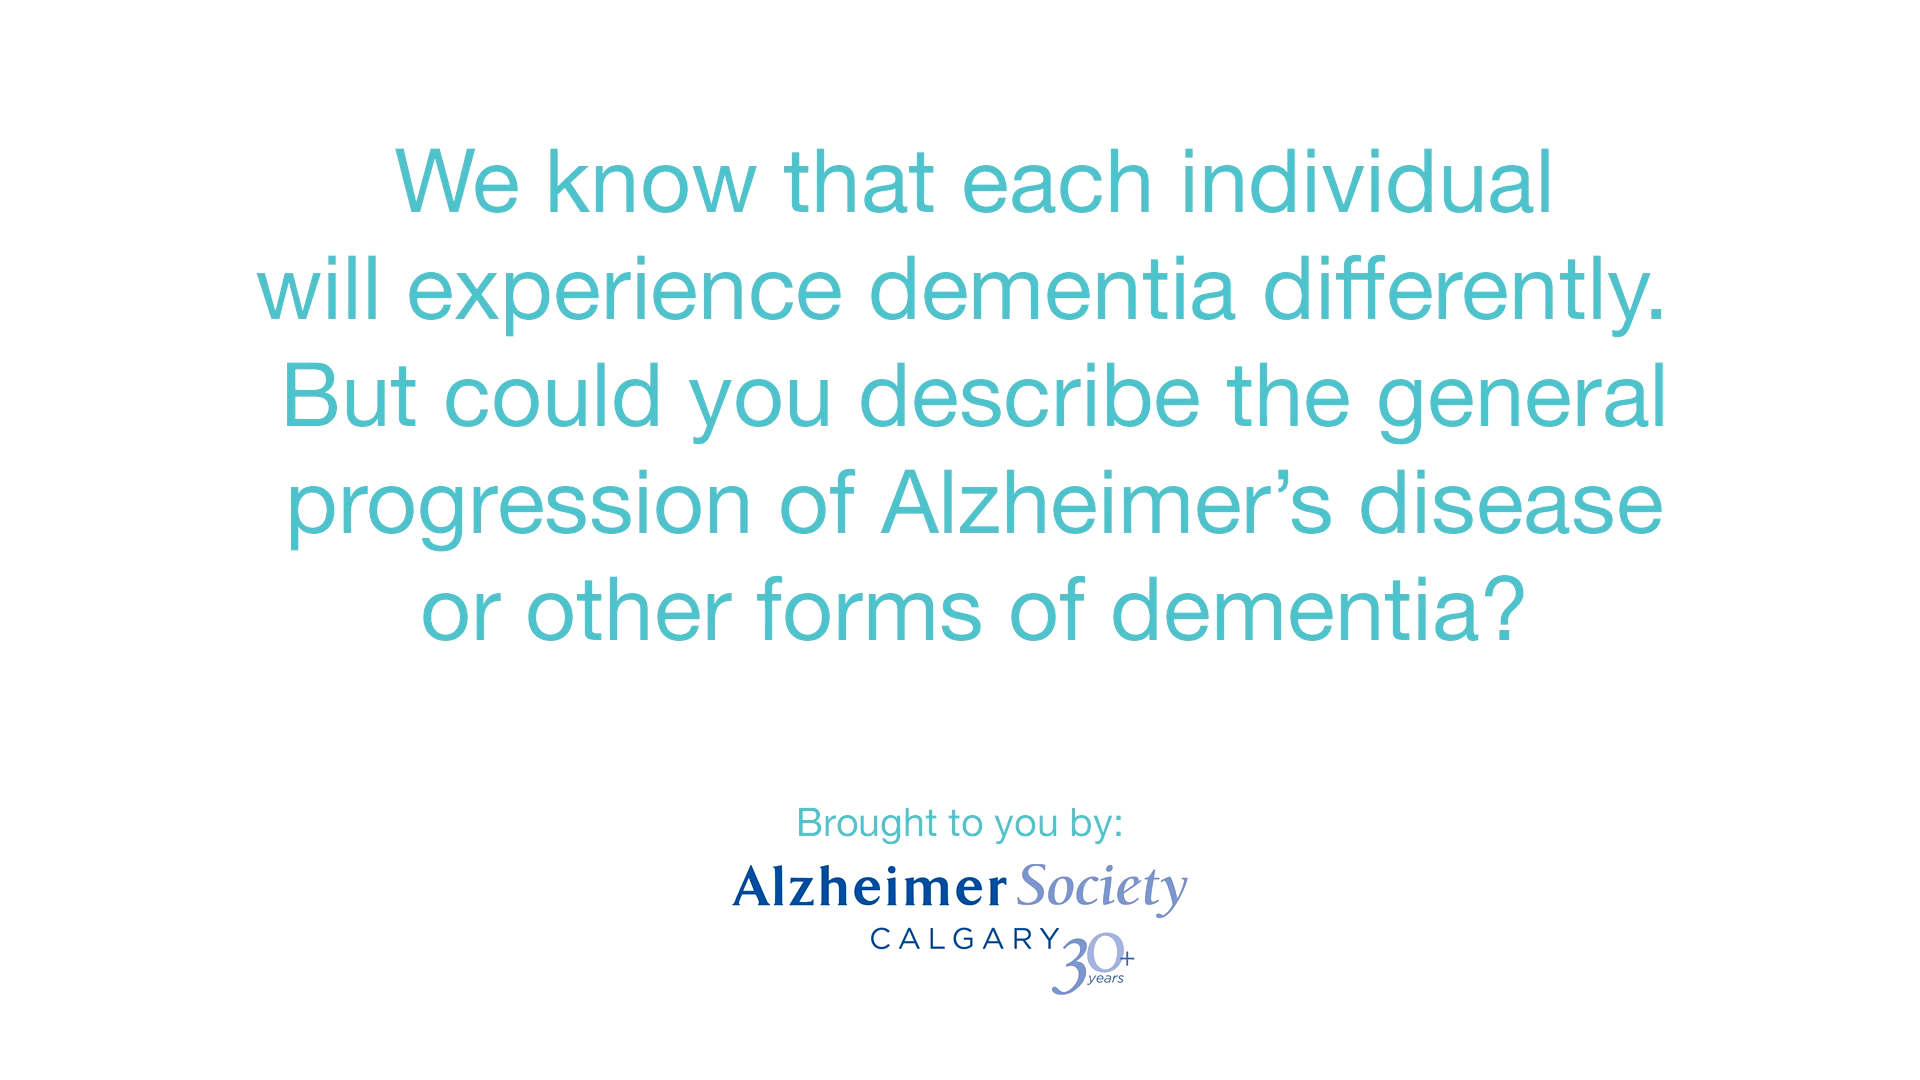 We know that each individual
will experience dementia differently.
But could you describe the general
progression of Alzheimer’s disease
or other forms of dementia?
Brought to you by:
Alzheimer Society
CALGARY
30+
years